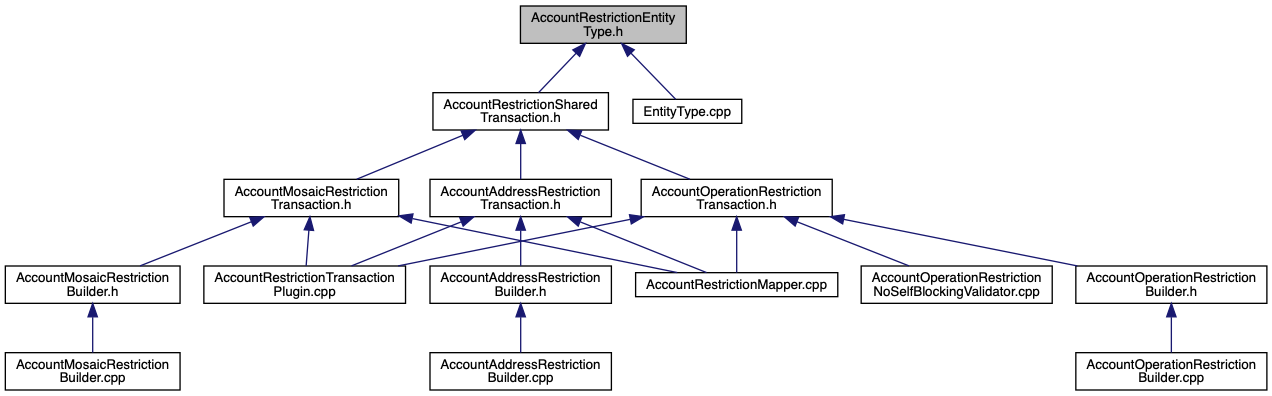 AccountRestrictionEntity
Type.h
AccountRestrictionShared
Transaction.h
EntityType.cpp
AccountMosaicRestriction
Transaction.h
AccountAddressRestriction
Transaction.h
AccountOperationRestriction
Transaction.h
AccountMosaicRestriction
Builder.h
AccountRestrictionTransaction
Plugin.cpp
AccountAddressRestriction
Builder.h
AccountRestrictionMapper.cpp
AccountOperationRestriction
NoSelfBlockingValidator.cpp
AccountOperationRestriction
Builder.h
AccountMosaicRestriction
Builder.cpp
AccountAddressRestriction
Builder.cpp
AccountOperationRestriction
Builder.cpp